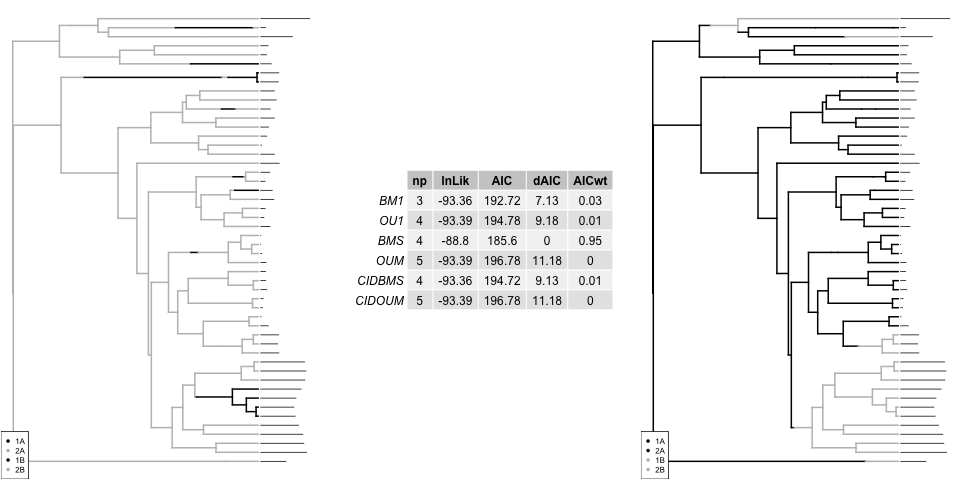 np lnLik AIC dAIC AICwt
BM1 3 -93.36 192.72 7.13 0.03
OU1 4 -93.39 194.78 9.18 0.01
BMS 4 -88.8 185.6 0 0.95
OUM 5 -93.39 196.78 11.18 0
CIDBMS 4 -93.36 194.72 9.13 0.01
CIDOUM 5 -93.39 196.78 11.18 0
1A
2A
1B
2B
1A
2A
1B
2B